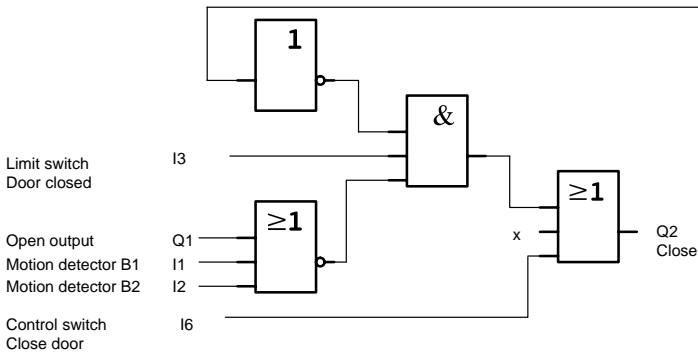 1
&
Limit switch I3
Door closed
≥1
≥1
Open output Q1
x
Q2
Close
Motion detector B1 I1
Motion detector B2 I2
Control switch I6
Close door